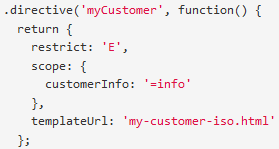 .directive('myCustomer', function() {
  return {
    restrict: 'E',
    scope: {
      customerInfo: '=info'
    },
    templateUrl: 'my-customer-iso.html'
  };